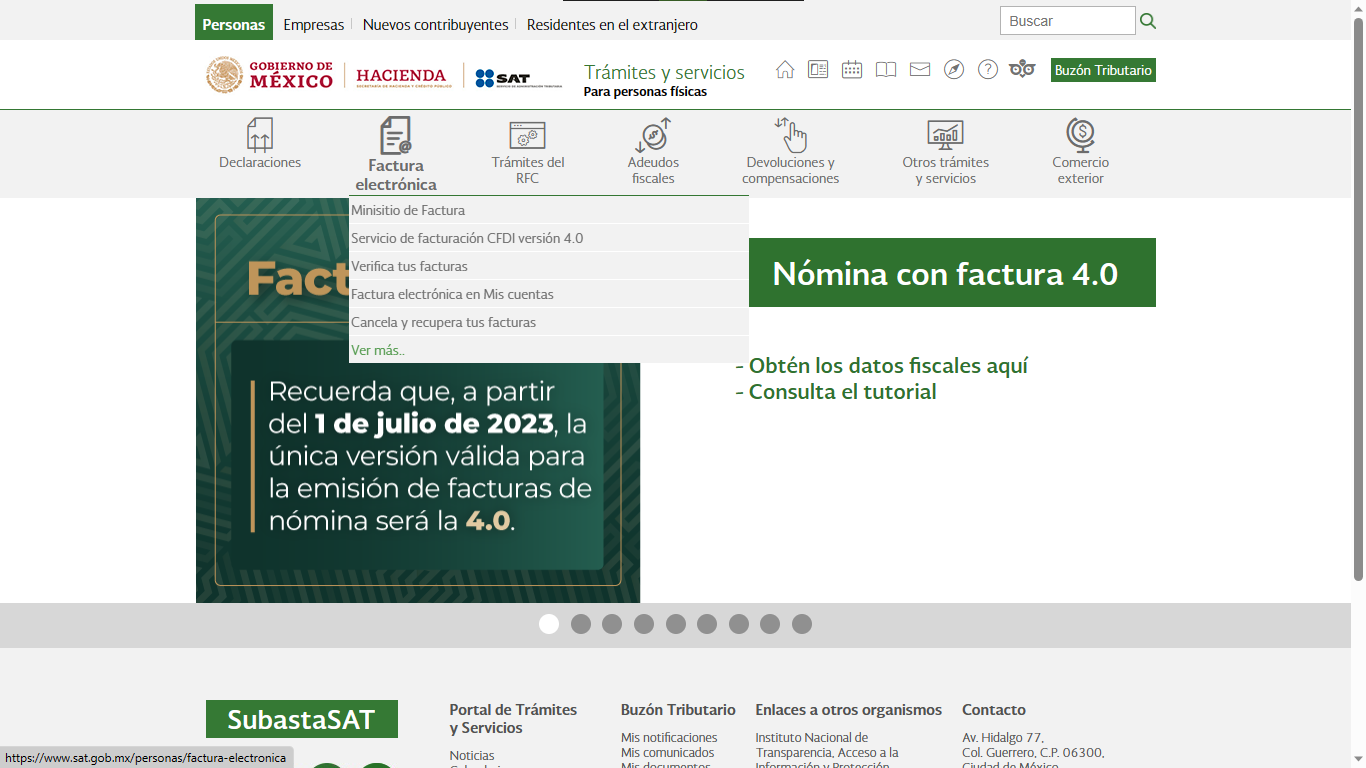 Personas
Empresas
Nuevos contribuyentes
Residentes en el extranjero
Buscar
GOBIERNO DE
MÉXICO
HACIENDA
SECRETARÍA DE HACIENDA Y CRÉDITO PÚBLICO
SAT
SERVICIO DE ADMINISTRACIÓN TRIBUTARIA
Trámites y servicios
Para personas físicas
?
Buzón Tributario
Declaraciones
Factura
electrónica
Trámites del
RFC
Adeudos
fiscales
Devoluciones y
compensaciones
Otros trámites
y servicios
Comercio
exterior
Minisitio de Factura
Servicio de facturación CFDI versión 4.0
Verifica tus facturas
Factura electrónica en Mis cuentas
Cancela y recupera tus facturas
Ver más..
Fact
Recuerda que, a partir
del 1 de julio de 2023, la
única versión válida para
la emisión de facturas de
nómina será la 4.0.
Nómina con factura 4.0
- Obtén los datos fiscales aquí
- Consulta el tutorial
SubastaSAT
Portal de Trámites
y Servicios
Noticias
Buzón Tributario
Mis notificaciones
Mis comunicados
Mis documentos
Enlaces a otros organismos
Instituto Nacional de
Transparencia, Acceso a la
Información y Protección
Contacto
Av. Hidalgo 77,
Col. Guerrero, C.P. 06300,
Ciudad de México
https://www.sat.gob.mx/personas/factura-electronica